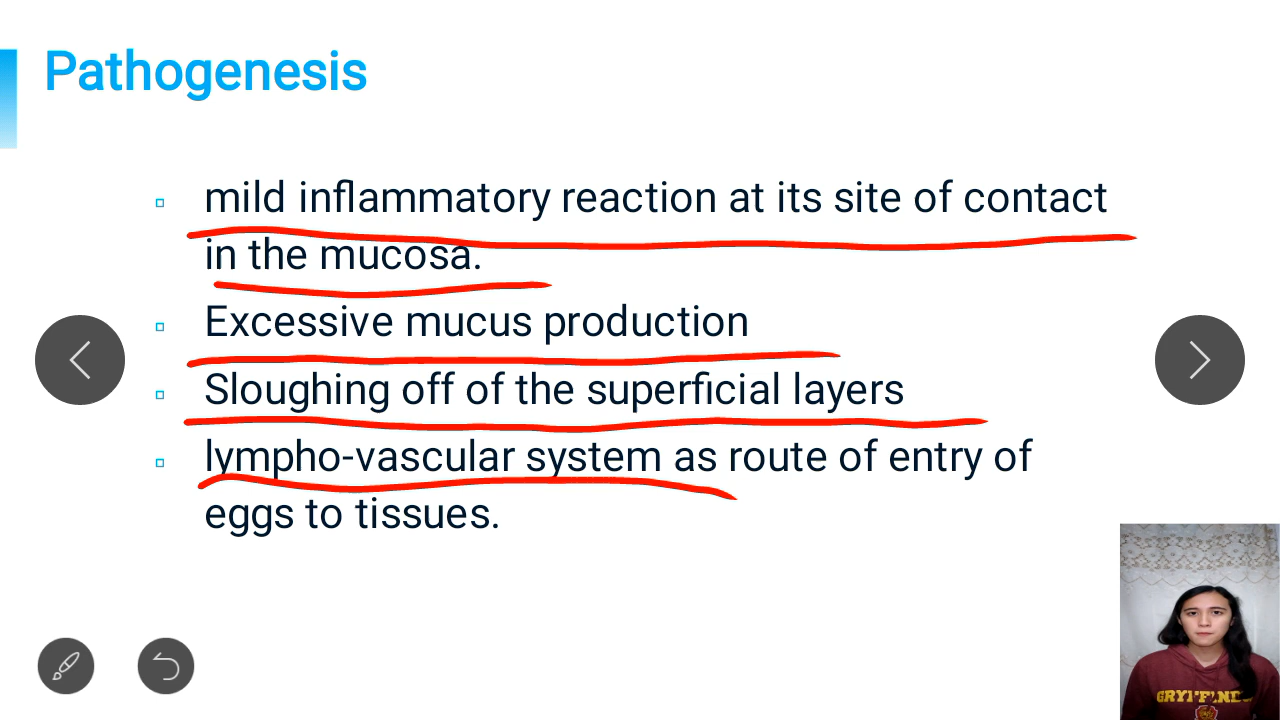 Pathogenesis
mild inflammatory reaction at its site of contact
in the mucosa.
Excessive mucus production
Sloughing off of the superficial layers
lympho-vascular system as route of entry of
eggs to tissues.